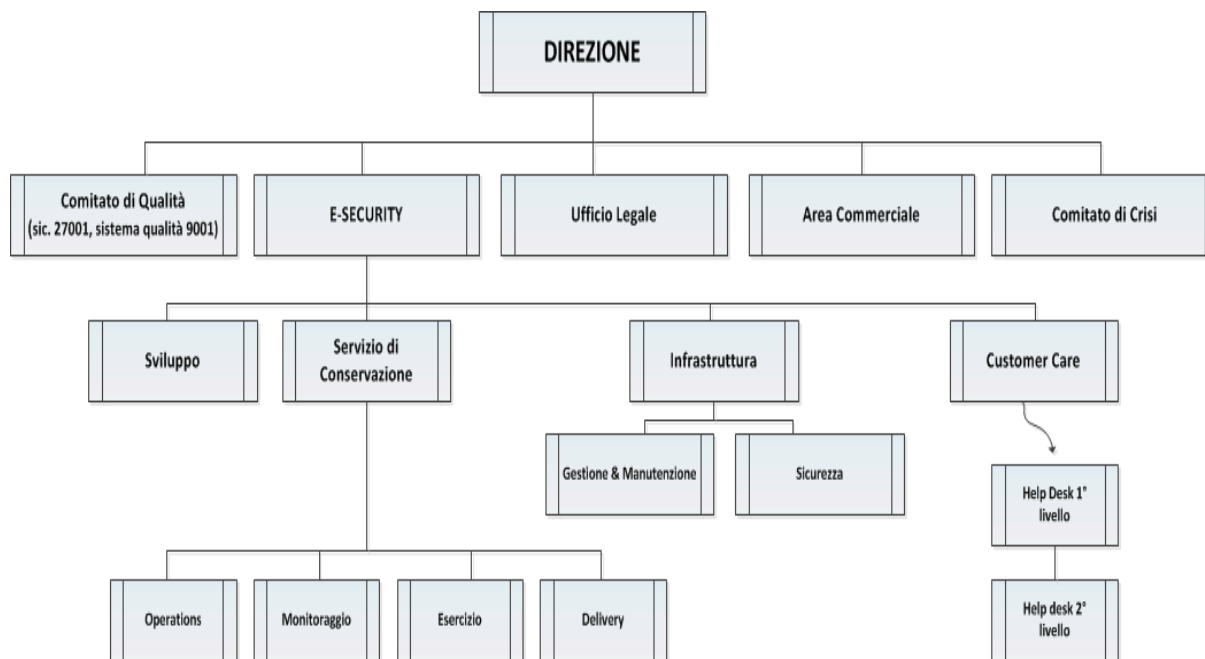 DIREZIONE
Comitato di Qualità
(sic. 27001, sistema qualità 9001)
E-SECURITY
Ufficio Legale
Area Commerciale
Comitato di Crisi
Sviluppo
Servizio di
Conservazione
Infrastruttura
Customer Care
Gestione & Manutenzione
Sicurezza
Help Desk 1°
livello
Operations
Monitoraggio
Esercizio
Delivery
Help desk 2°
livello